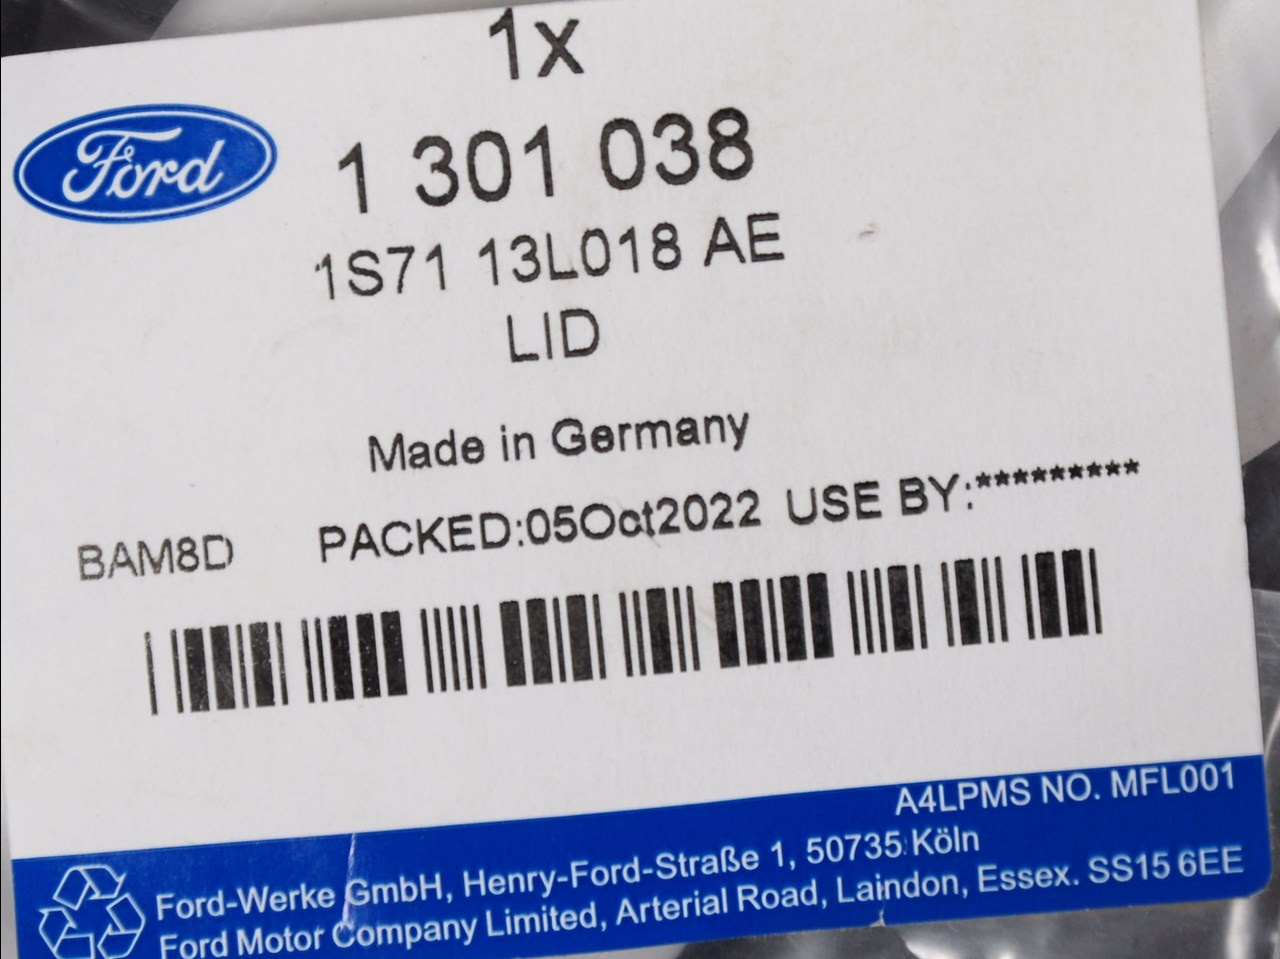 1x
Ford
1 301 038
1S71 13L018 AE
LID
Made in Germany
BAM8D PACKED:05Oct2022 USE BY:*********
A4LPMS NO. MFL001
Ford-Werke GmbH, Henry-Ford-Straße 1, 50735 Köln
Ford Motor Company Limited, Arterial Road, Laindon, Essex. SS15 6EE